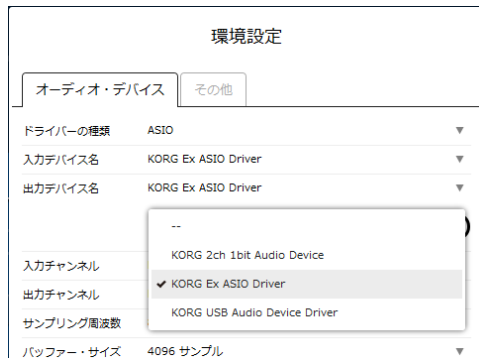 環境設定
オーディオ・デバイス その他
ドライバーの種類 ASIO
入力デバイス名 KORG Ex ASIO Driver
出力デバイス名 KORG Ex ASIO Driver
--
KORG 2ch 1bit Audio Device
入力チャンネル
✔ KORG Ex ASIO Driver
出力チャンネル
KORG USB Audio Device Driver
サンプリング周波数
バッファー・サイズ 4096 サンプル